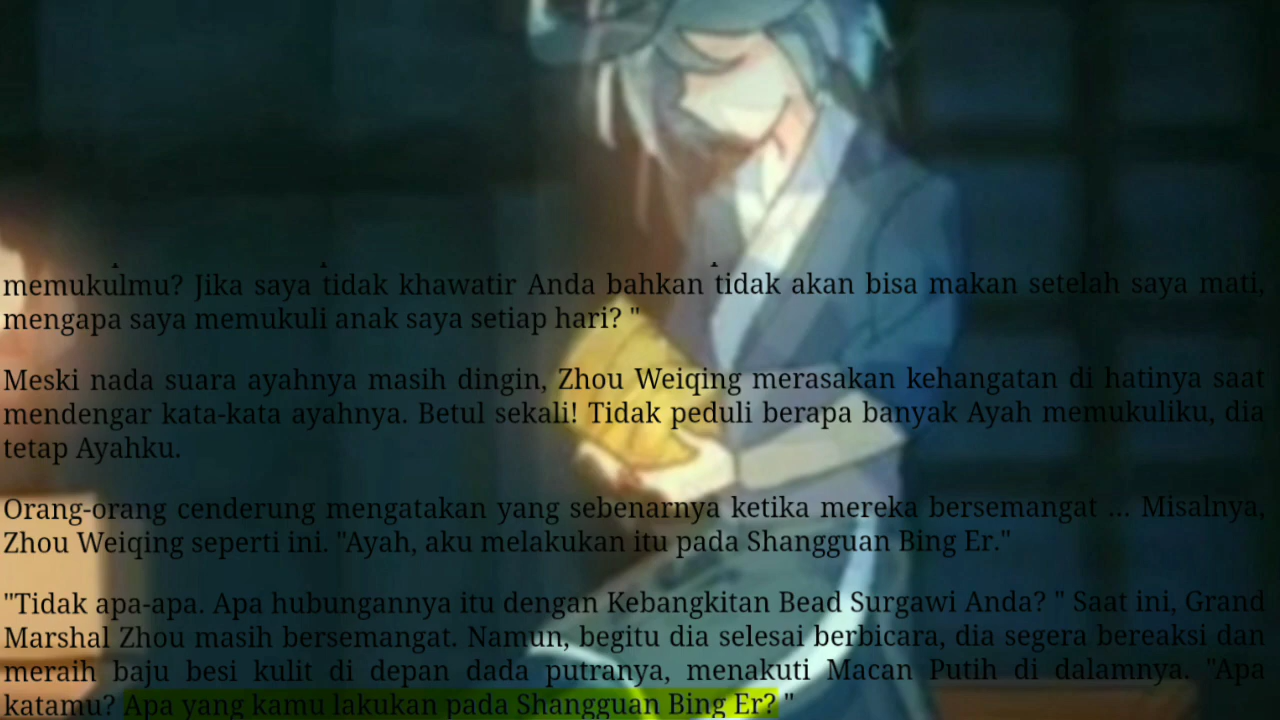 memukulmu? Jika saya tidak khawatir Anda bahkan tidak akan bisa makan setelah saya mati,
mengapa saya memukuli anak saya setiap hari? "
Meski nada suara ayahnya masih dingin, Zhou Weiqing merasakan kehangatan di hatinya saat
mendengar kata-kata ayahnya. Betul sekali! Tidak peduli berapa banyak Ayah memukuliku, dia
tetap Ayahku.
Orang-orang cenderung mengatakan yang sebenarnya ketika mereka bersemangat ... Misalnya,
Zhou Weiqing seperti ini. "Ayah, aku melakukan itu pada Shangguan Bing Er."
"Tidak apa-apa. Apa hubungannya itu dengan Kebangkitan Bead Surgawi Anda? " Saat ini, Grand
Marshal Zhou masih bersemangat. Namun, begitu dia selesai berbicara, dia segera bereaksi dan
meraih baju besi kulit di depan dada putranya, menakuti Macan Putih di dalamnya. "Apa
katamu? Apa yang kamu lakukan pada Shangguan Bing Er? "